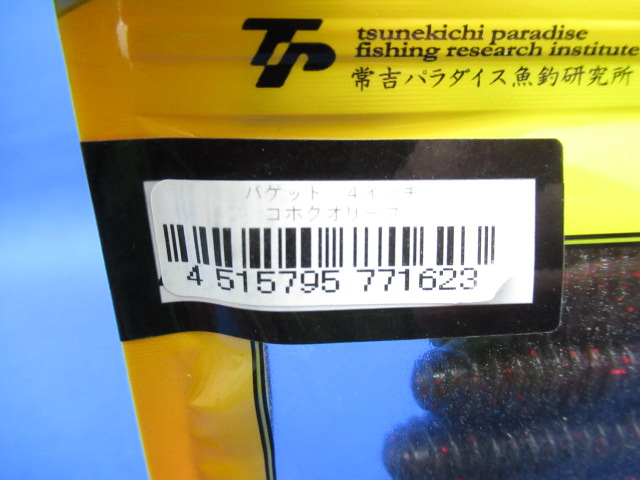 TP
tsunekichi paradise
fishing research institute
常吉パラダイス魚釣研究所
バケット 4インチ
コホクオリーブ
4 515795 771623